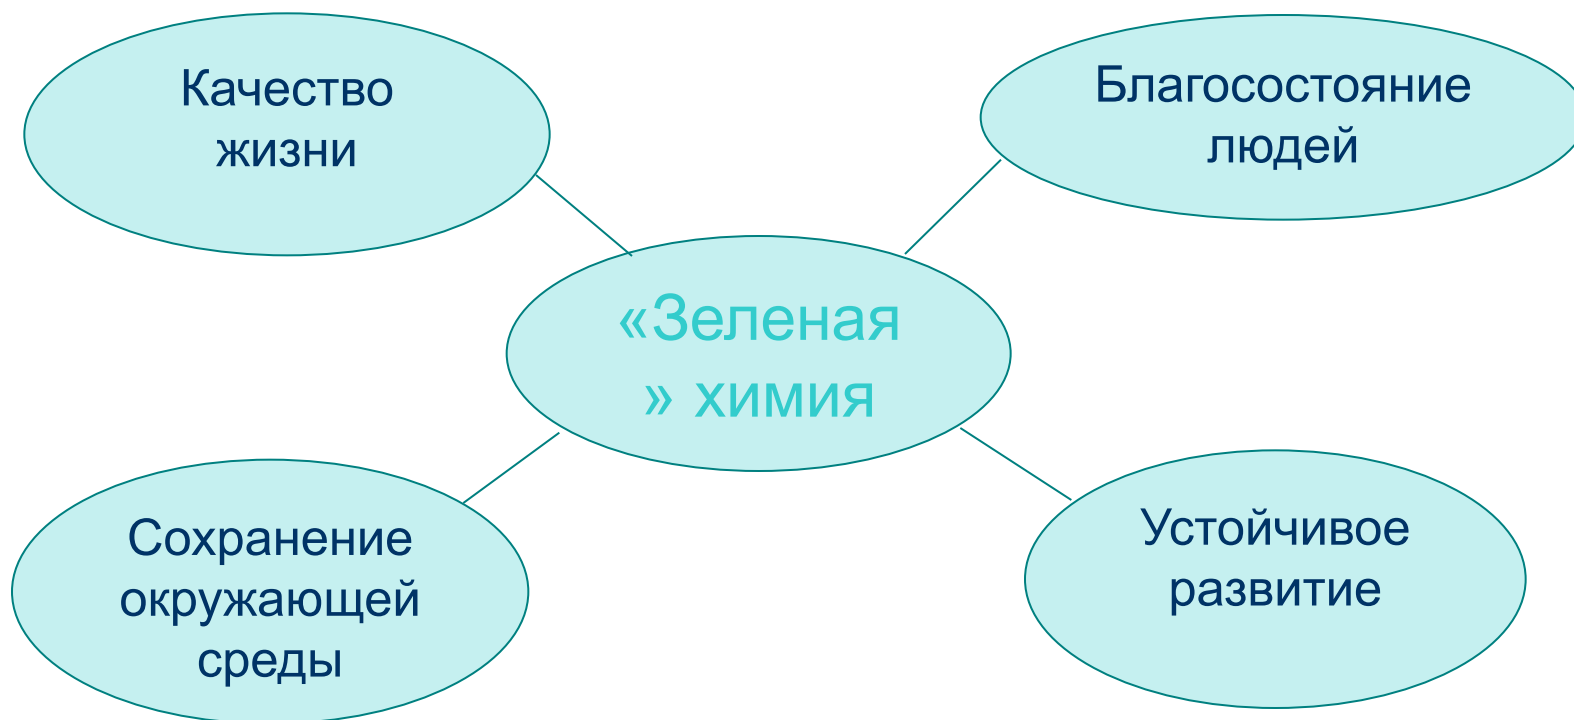 Качество
жизни
Благосостояние
людей
«Зеленая
» химия
Сохранение
окружающей
среды
Устойчивое
развитие